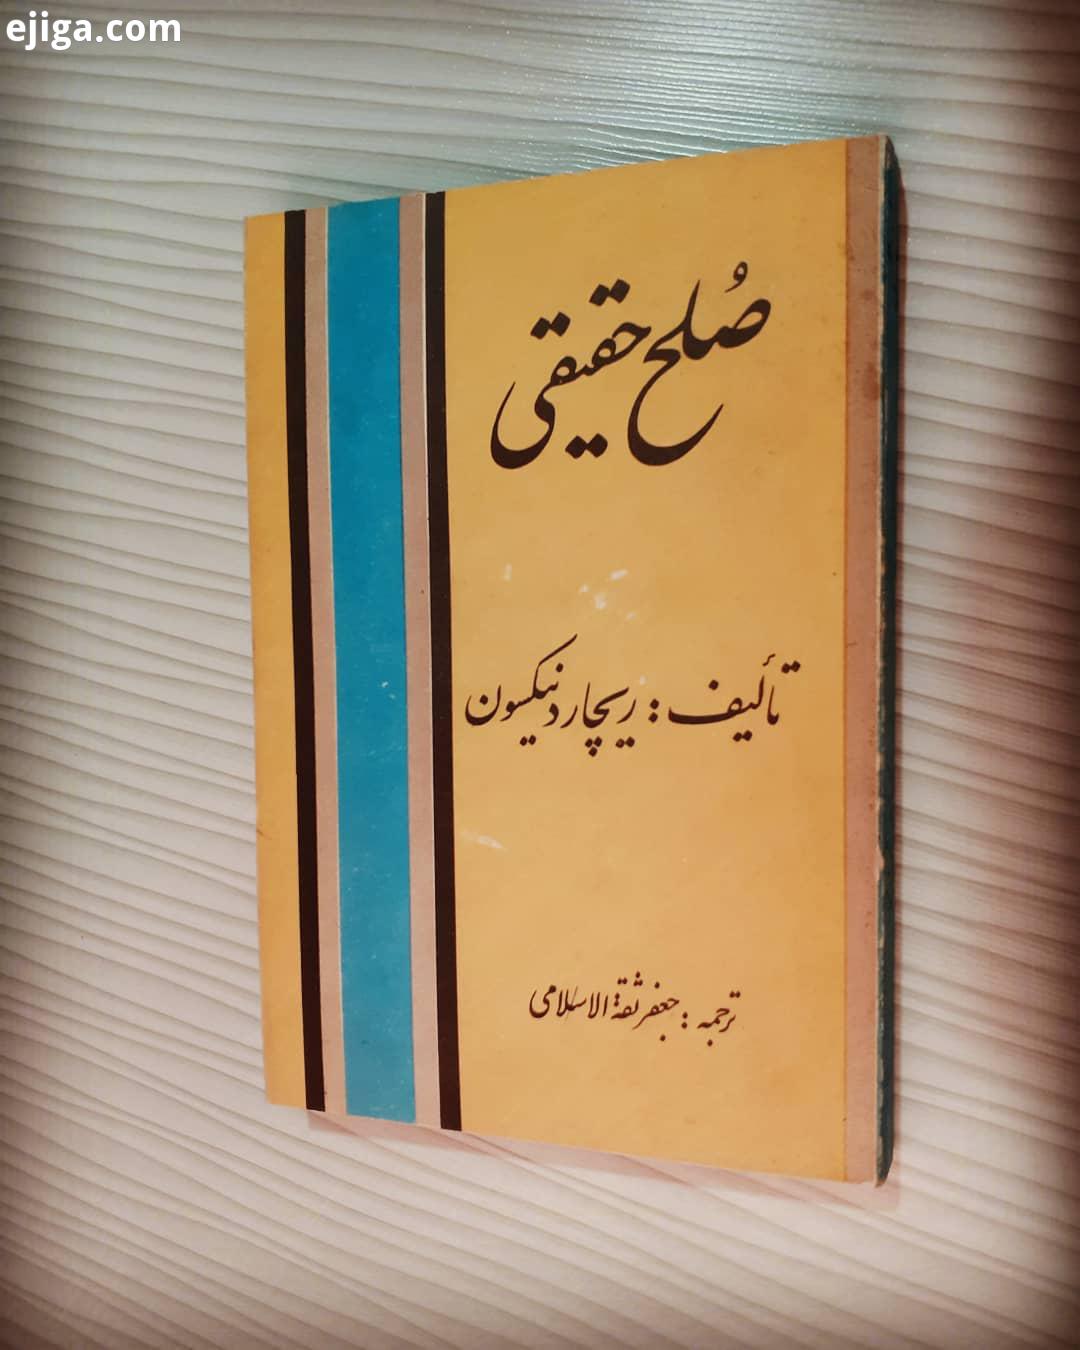 ejiga.com
صُلح حقیقی
تألیف : ریچارد نیکسون
ترجمه : جعفر ثقة الاسلامی